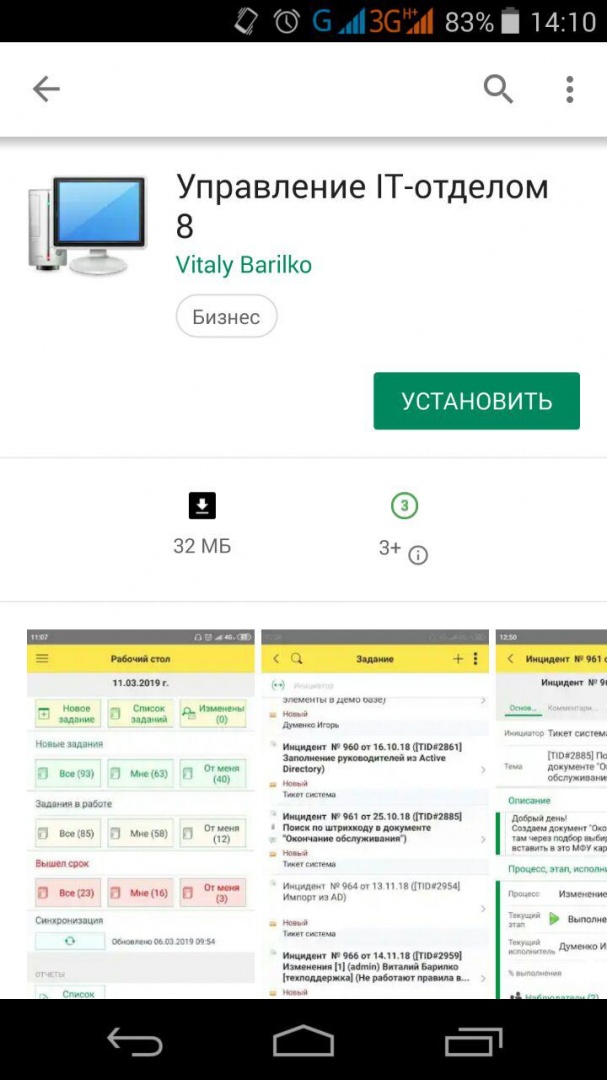 G 3G H+ 83% 14:10
Управление IT-отделом
8
Vitaly Barilko
Бизнес
УСТАНОВИТЬ
3
32 МБ
3+
11:07
Рабочий стол
11.03.2019 г.
Новое задание
Список заданий
Изменены (0)
Новые задания
Все (93)
Мне (63)
От меня (40)
Задания в работе
Все (85)
Мне (58)
От меня (12)
Вышел срок
Все (23)
Мне (16)
От меня (3)
Синхронизация
Обновлено 06.03.2019 09:54
ОТЧЕТЫ
Список
Задание
Инициатор
элементы в демо базе)
Новый
Думенко Игорь
Инцидент № 960 от 16.10.18 ([TID#2861]
Заполнение руководителей из Active
Directory)
Новый
Тикет система
Инцидент № 961 от 25.10.18 ([TID#2885]
Поиск по штрихкоду в документе
"Окончание обслуживания")
Новый
Тикет система
Инцидент № 964 от 13.11.18 ([TID#2954]
Импорт из AD)
Новый
Тикет система
Инцидент № 966 от 14.11.18 ([TID#2959]
Изменения [1] (admin) Виталий Барилко
[техподдержка] (Не работают правила в...
Новый
12:50
Инцидент № 961 о
Инцидент № 96
Основ...
Комментари...
Инициатор Тикет система
Тема
[TID#2885] По
документе "О
обслуживани
Описание
Добрый день!
Создаем документ "Око
там через подбор выби
вставить в это МФУ кар
Процесс, этап, исполни
Процесс
Изменение
Текущий этап
Выполне
Текущий исполнитель
Думенко И
% выполнения
Наблюдатели (2)